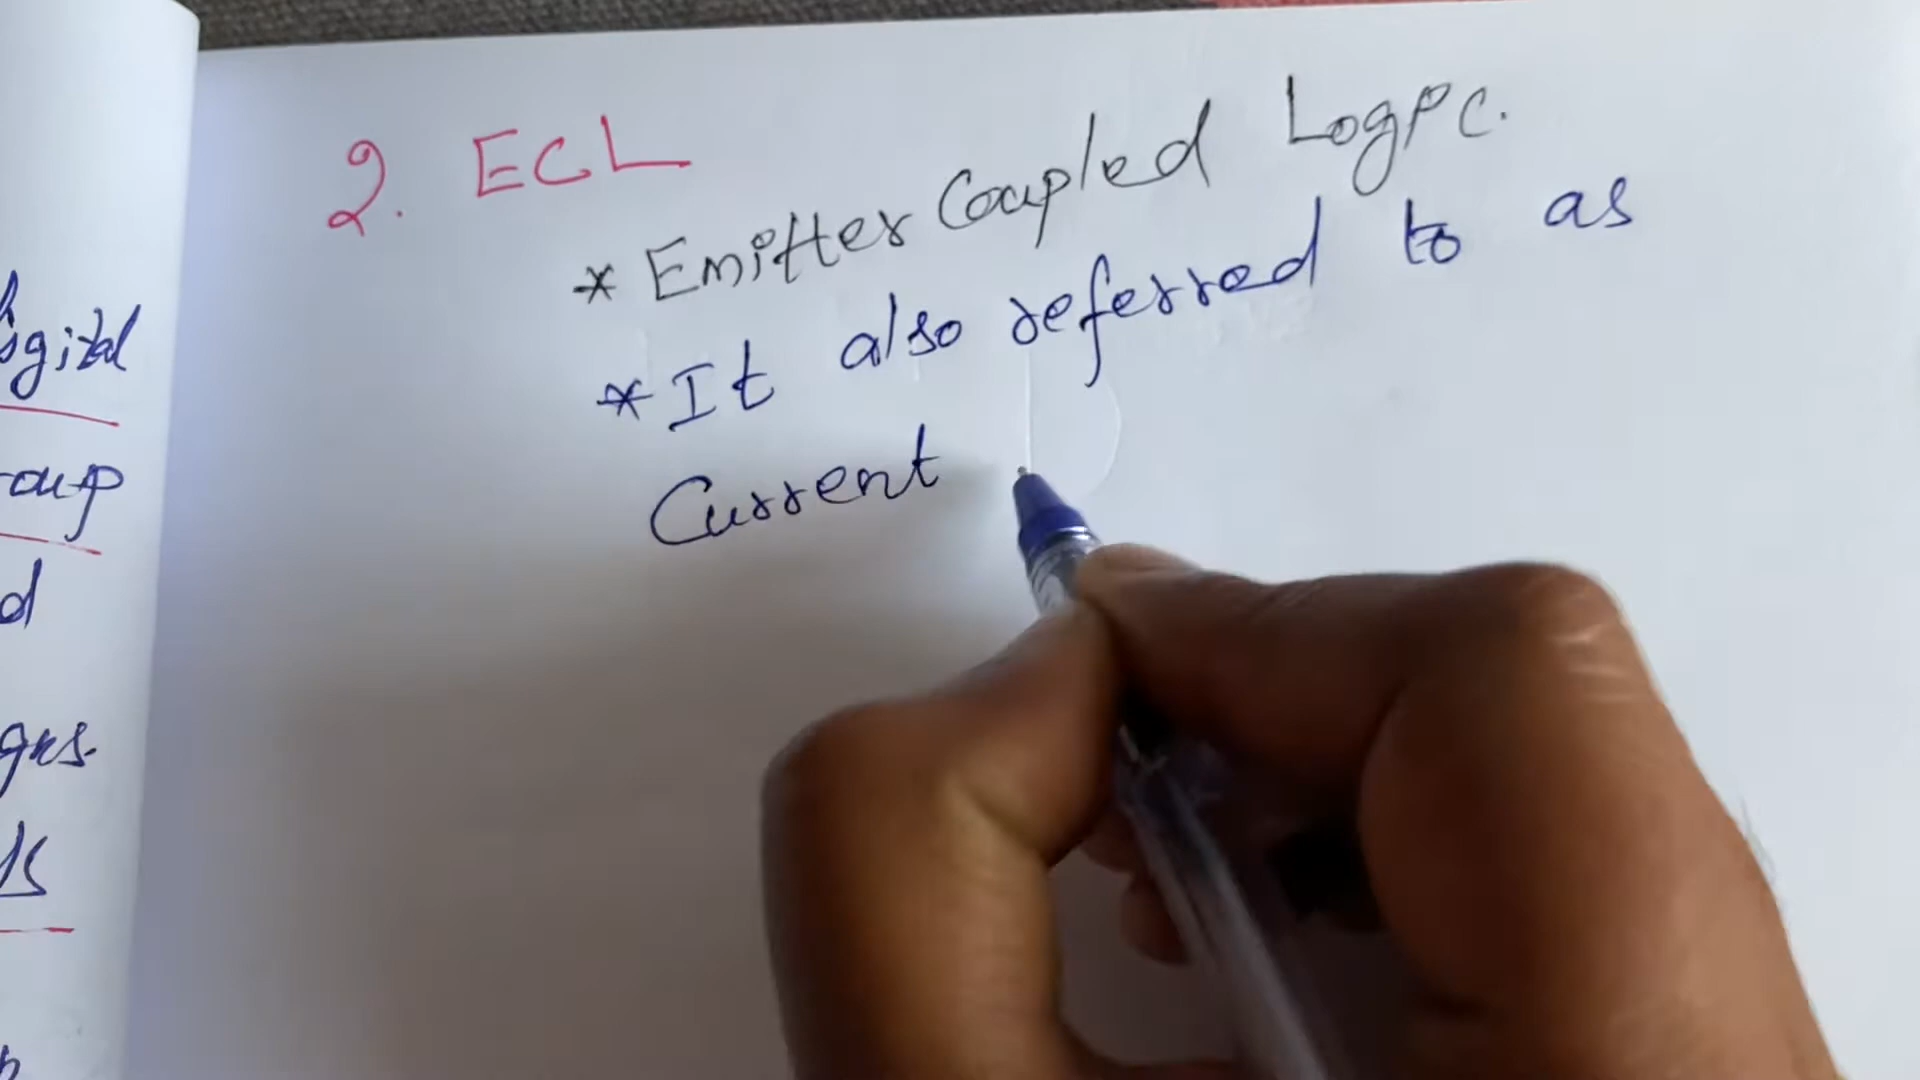 2. ECL
* Emitter Coupled Logic.
* It also referred to as
Current